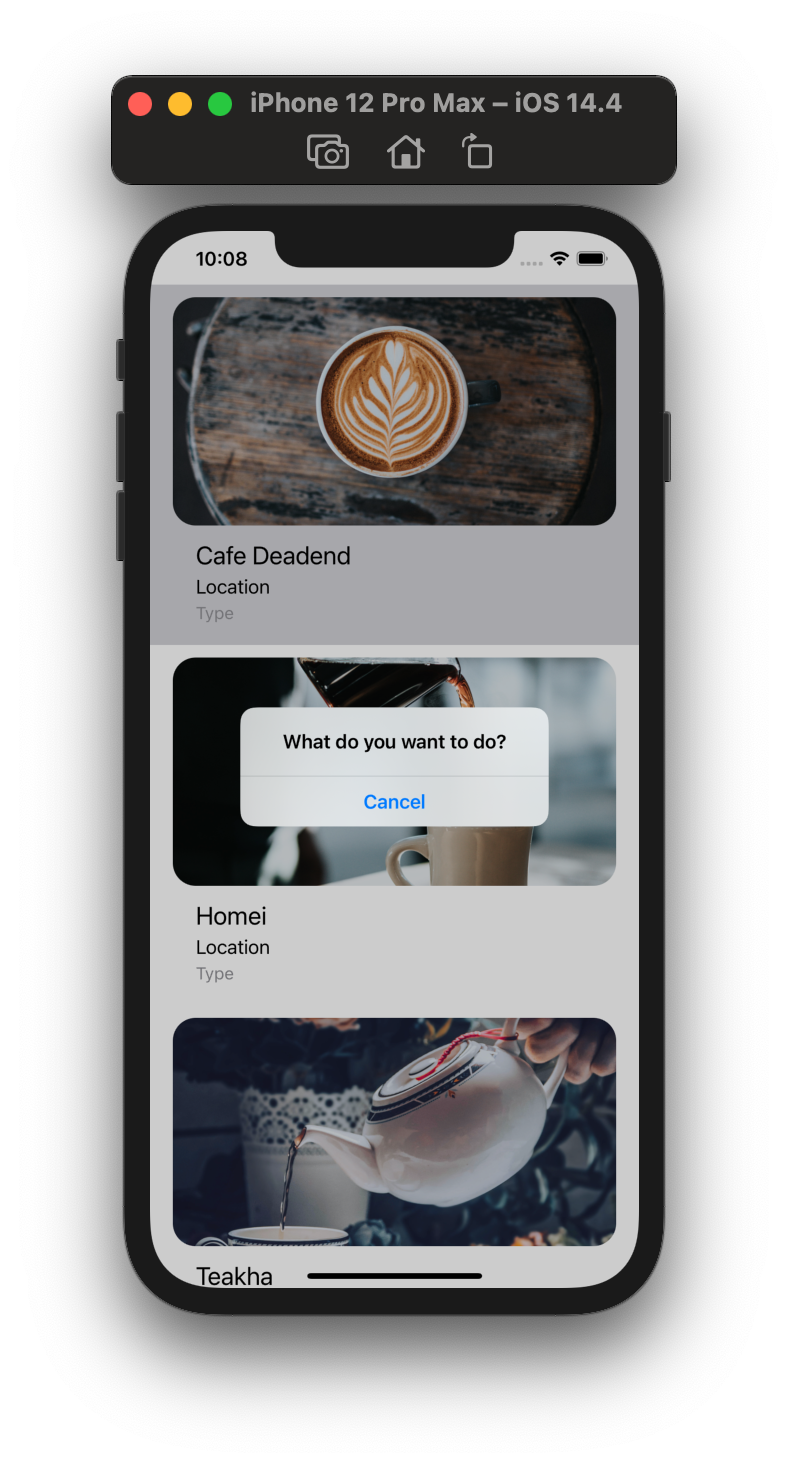 iPhone 12 Pro Max – iOS 14.4
10:08
Cafe Deadend
Location
Type
What do you want to do?
Cancel
Homei
Location
Type
Teakha